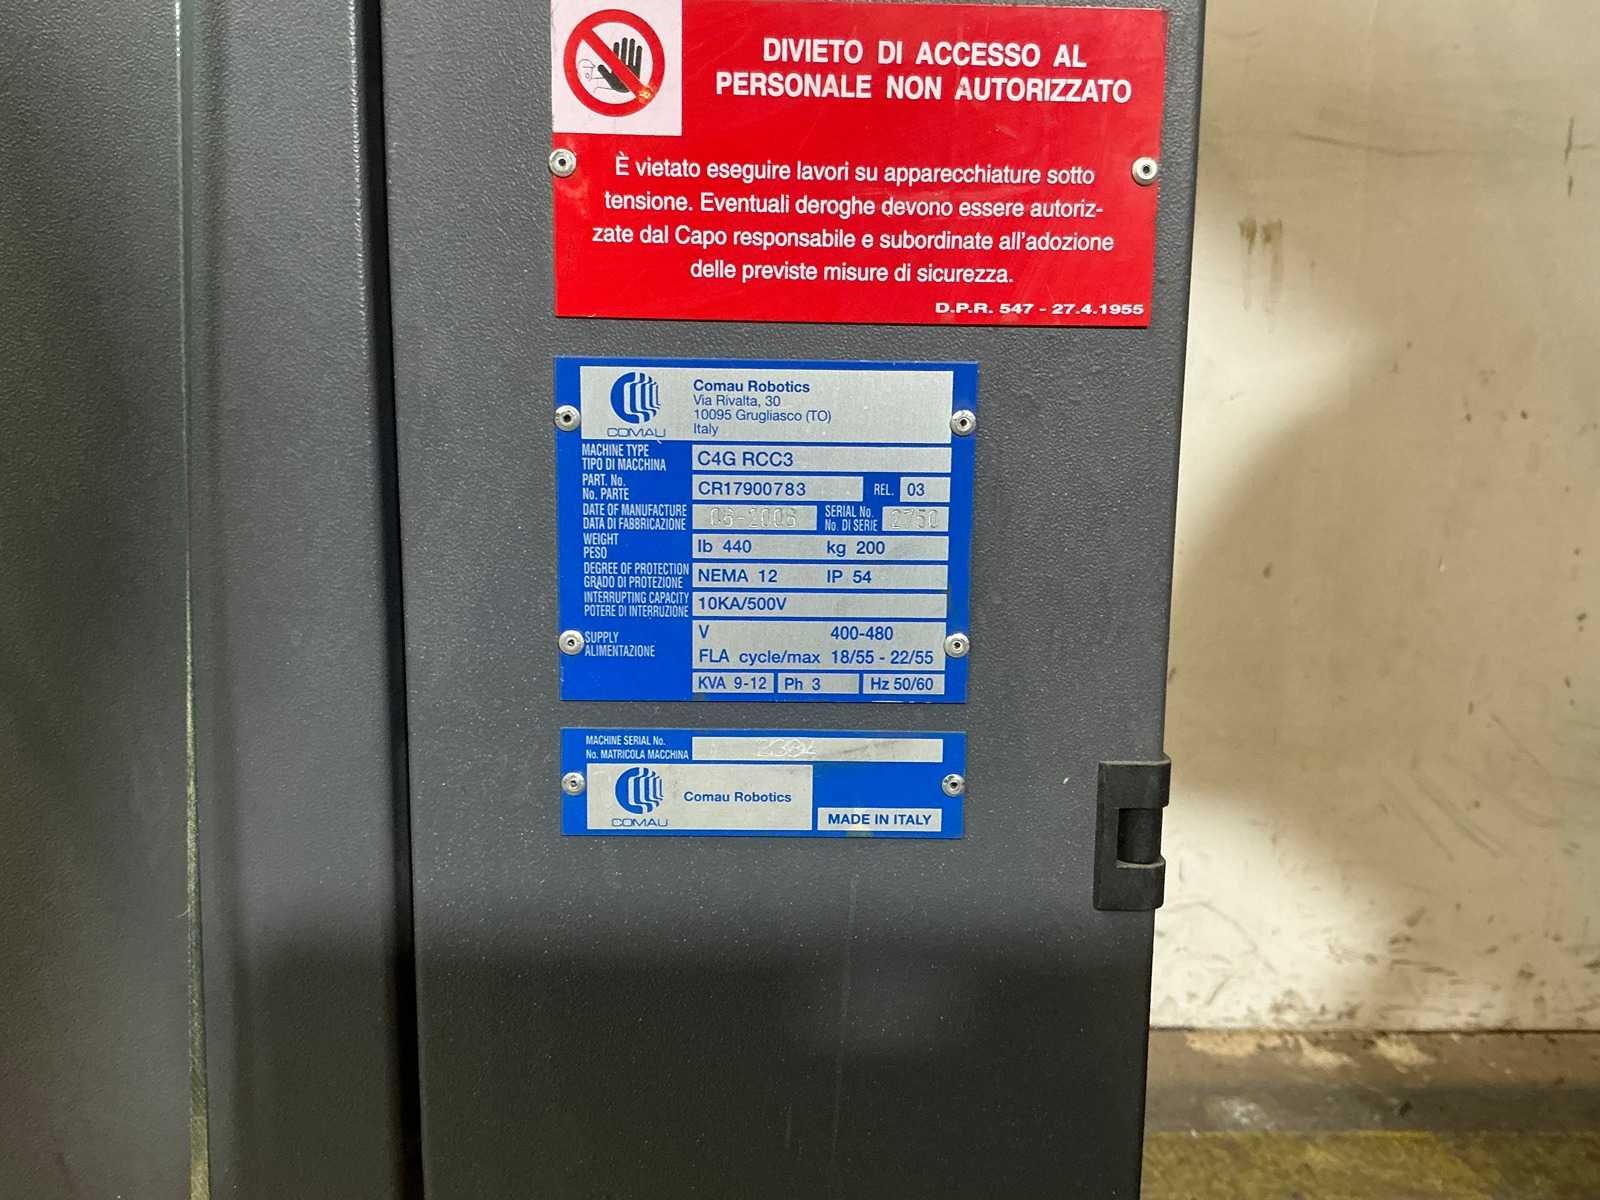 DIVIETO DI ACCESSO AL
PERSONALE NON AUTORIZZATO
È vietato eseguire lavori su apparecchiature sotto
tensione. Eventuali deroghe devono essere autoriz-
zate dal Capo responsabile e subordinate all'adozione
delle previste misure di sicurezza.
D.P.R. 547 - 27.4.1955
COMAU
Comau Robotics
Via Rivalta, 30
10095 Grugliasco (TO)
Italy
MACHINE TYPE
TIPO DI MACCHINA
C4G RCC3
PART. No.
No. PARTE
CR17900783
REL. 03
DATE OF MANUFACTURE
DATA DI FABBRICAZIONE
06-2006
SERIAL No.
No. DI SERIE
2750
WEIGHT
PESO
lb 440 kg 200
DEGREE OF PROTECTION
GRADO DI PROTEZIONE
NEMA 12 IP 54
INTERRUPTING CAPACITY
POTERE DI INTERRUZIONE
10KA/500V
SUPPLY
ALIMENTAZIONE
V 400-480
FLA cycle/max 18/55 - 22/55
KVA 9-12 Ph 3 Hz 50/60
MACHINE SERIAL No.
No. MATRICOLA MACCHINA
COMAU
Comau Robotics
MADE IN ITALY